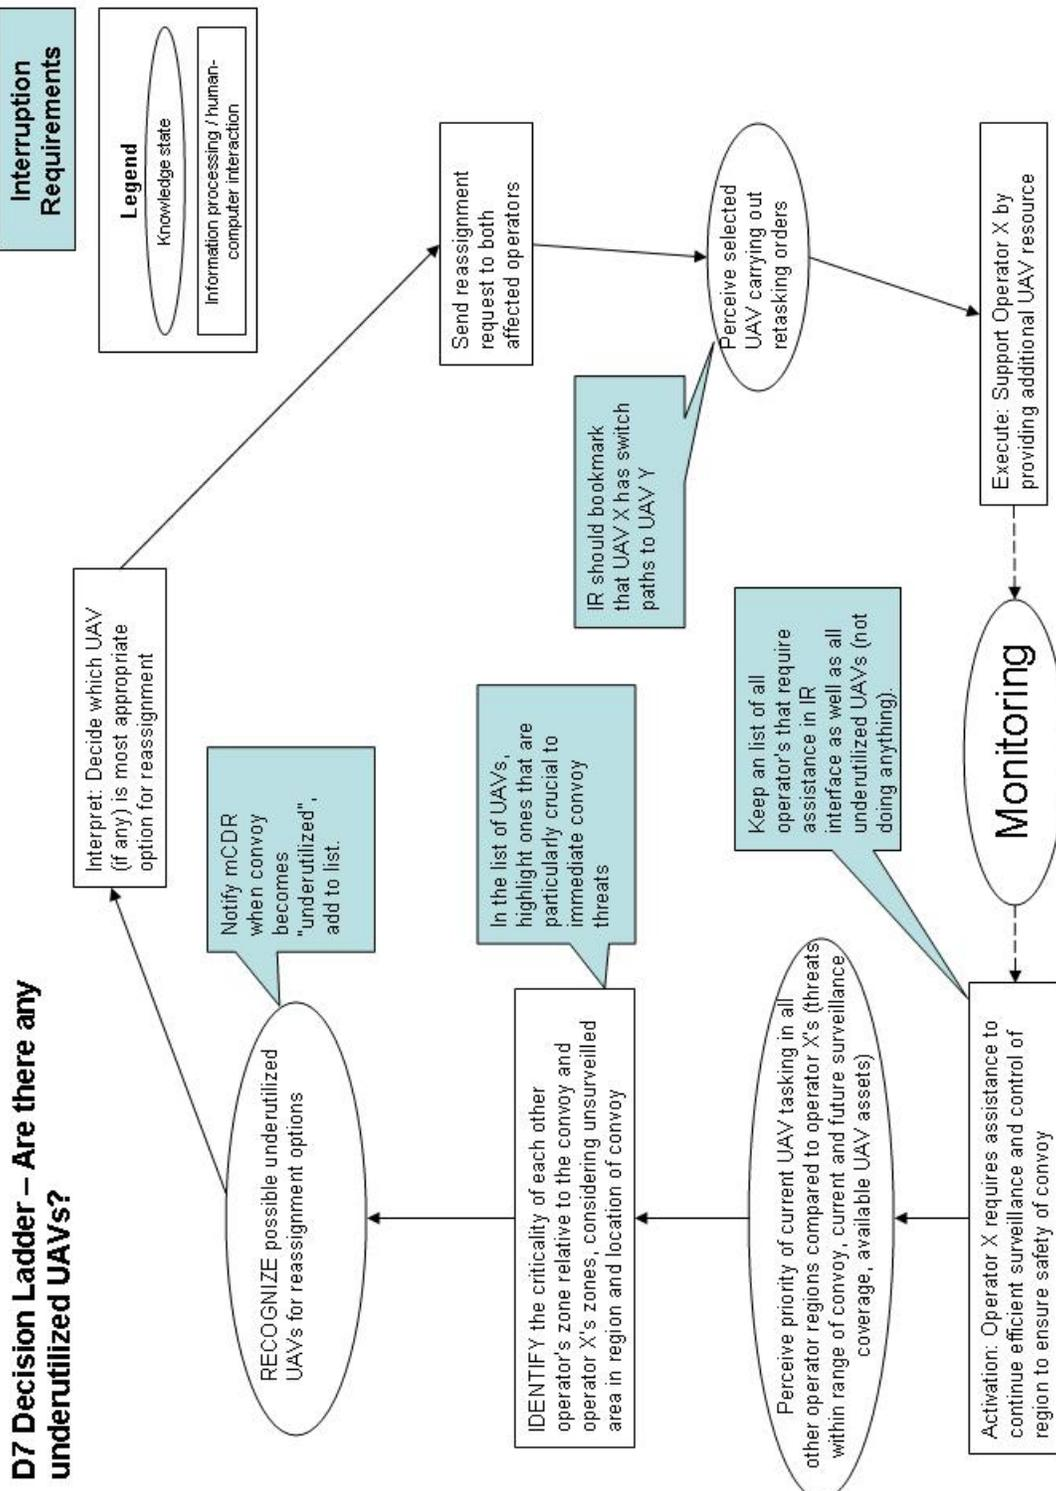 D7 Decision Ladder – Are there any
underutilized UAVs?
Interruption
Requirements
Legend
Knowledge state
Information processing / human-
computer interaction
Interpret: Decide which UAV
(if any) is most appropriate
option for reassignment
Notify mCDR
when convoy
becomes
"underutilized",
add to list.
RECOGNIZE possible underutilized
UAVs for reassignment options
Send reassignment
request to both
affected operators
In the list of UAVs,
highlight ones that are
particularly crucial to
immediate convoy
threats
IDENTIFY the criticality of each other
operator's zone relative to the convoy and
operator X's zones, considering unsurveilled
area in region and location of convoy
IR should bookmark
that UAV X has switch
paths to UAV Y
Perceive selected
UAV carrying out
retasking orders
Keep an list of all
operator's that require
assistance in IR
interface as well as all
underutilized UAVs (not
doing anything).
Perceive priority of current UAV tasking in all
other operator regions compared to operator X's (threats
within range of convoy, current and future surveillance
coverage, available UAV assets)
Activation: Operator X requires assistance to
continue efficient surveillance and control of
region to ensure safety of convoy
Monitoring
Execute: Support Operator X by
providing additional UAV resource